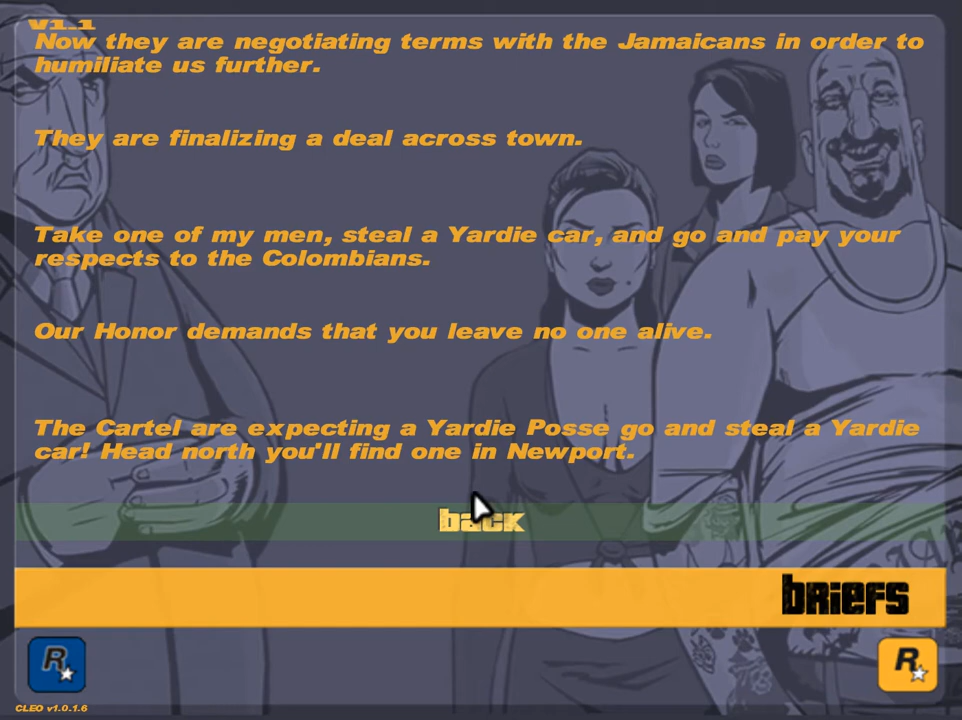 V1.1
Now they are negotiating terms with the Jamaicans in order to
humiliate us further.
They are finalizing a deal across town.
Take one of my men, steal a Yardie car, and go and pay your
respects to the Colombians.
Our Honor demands that you leave no one alive.
The Cartel are expecting a Yardie Posse go and steal a Yardie
car! Head north you'll find one in Newport.
back
BRiEFS
R
R
CLEO v1.0.1.6